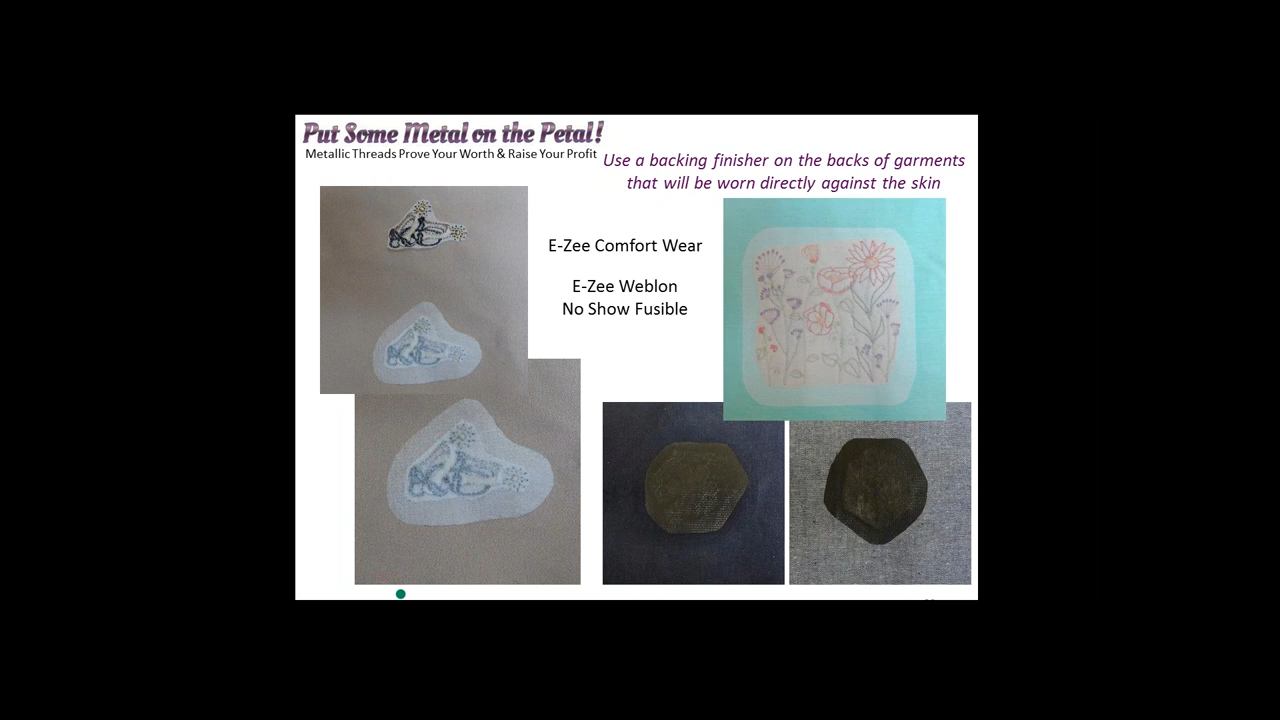 Put Some Metal on the Petal!
Metallic Threads Prove Your Worth & Raise Your Profit
Use a backing finisher on the backs of garments
that will be worn directly against the skin
E-Zee Comfort Wear
E-Zee Weblon
No Show Fusible